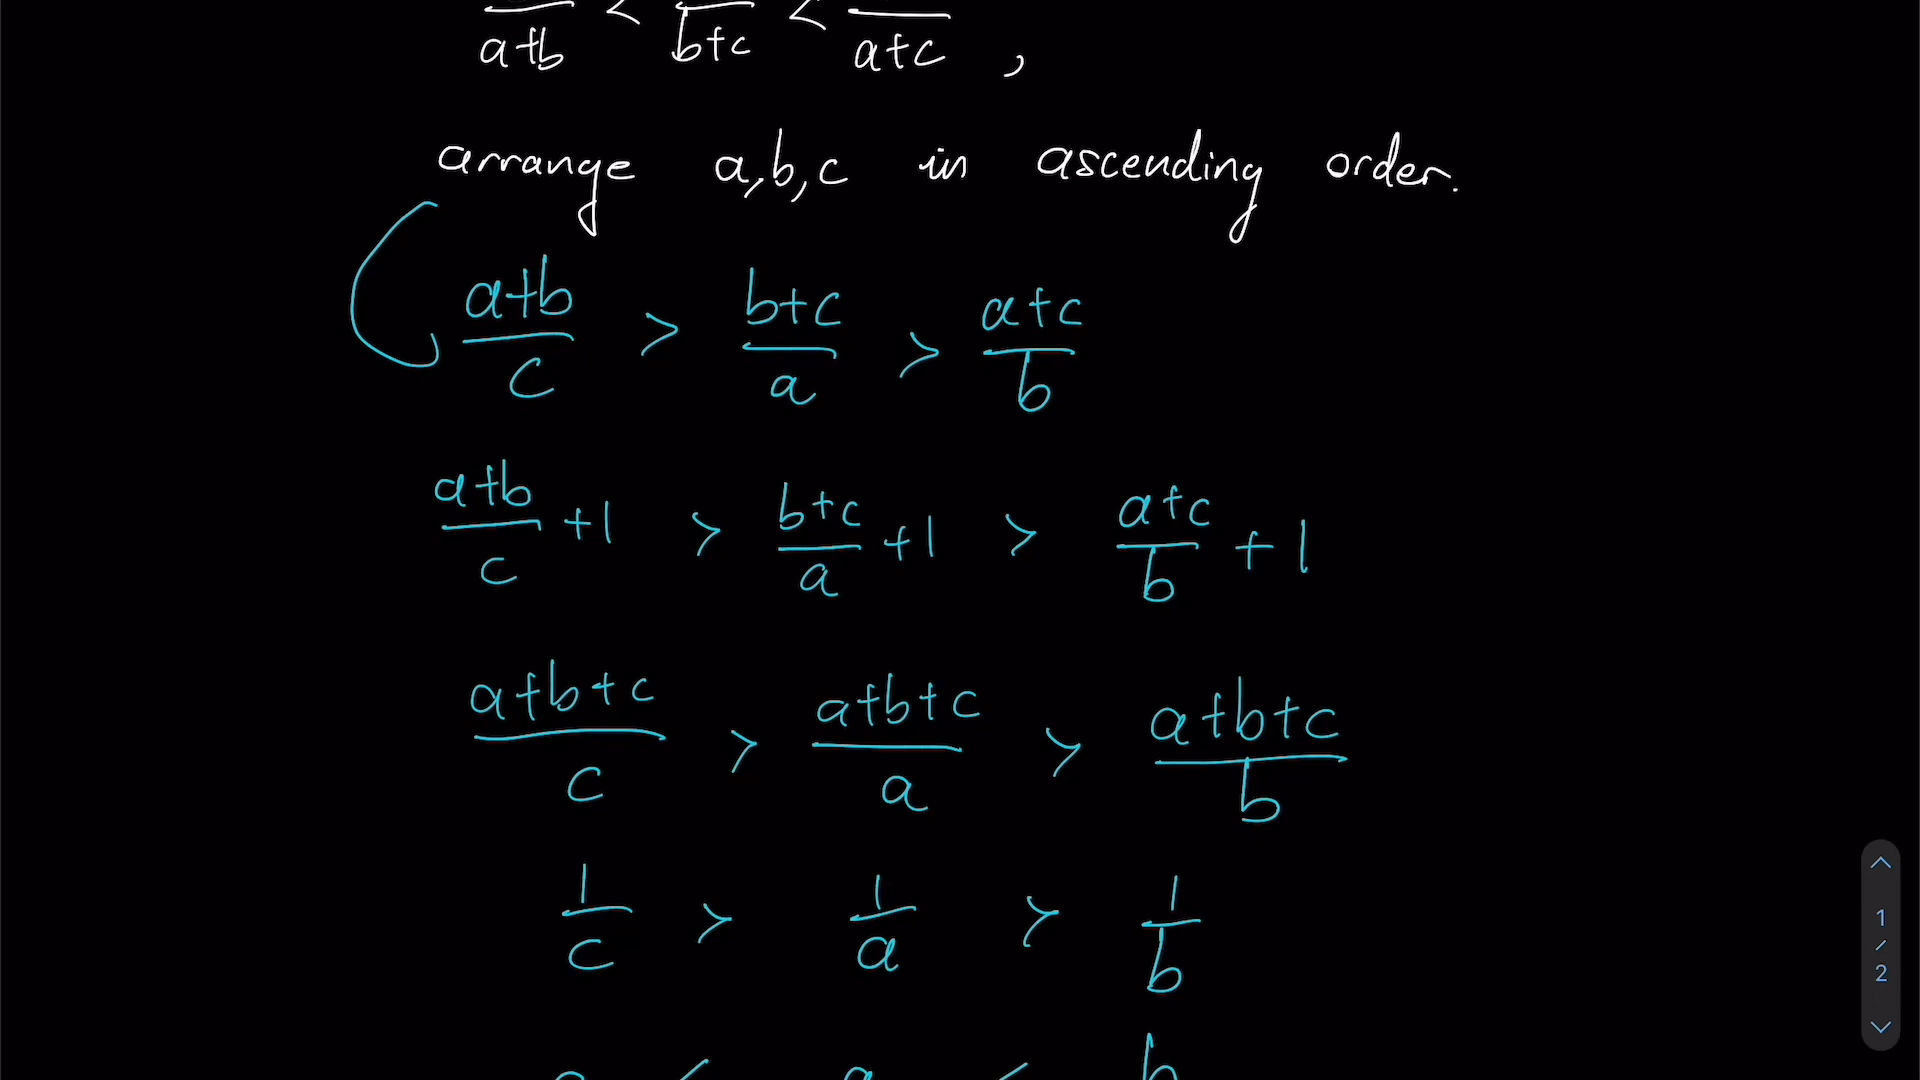 a+b < b+c < a+c ,
arrange a,b,c in ascending order.
a+b/c > b+c/a > a+c/b
a+b/c +1 > b+c/a +1 > a+c/b +1
a+b+c/c > a+b+c/a > a+b+c/b
1/c > 1/a > 1/b
1
/
2